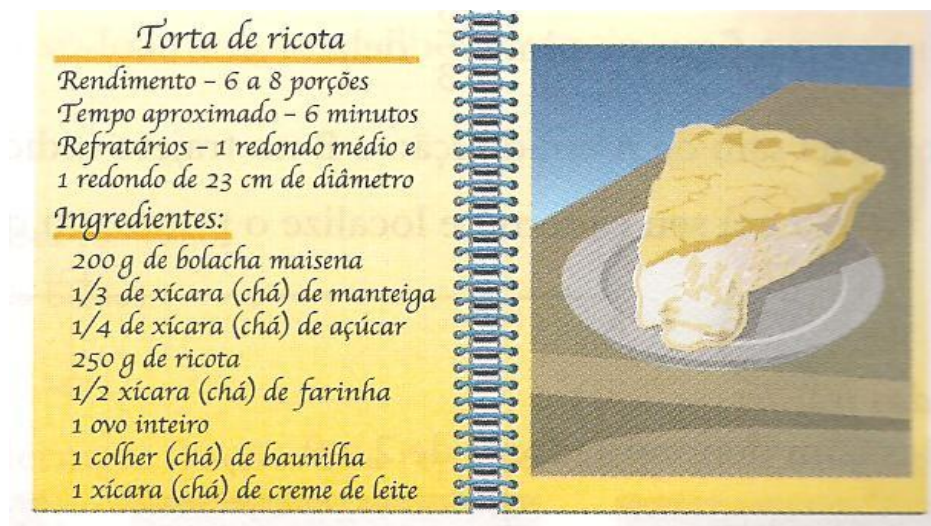 Torta de ricota
Rendimento – 6 a 8 porções
Tempo aproximado – 6 minutos
Refratários – 1 redondo médio e
1 redondo de 23 cm de diâmetro
Ingredientes:
200 g de bolacha maisena
1/3 de xícara (chá) de manteiga
1/4 de xícara (chá) de açúcar
250 g de ricota
1/2 xícara (chá) de farinha
1 ovo inteiro
1 colher (chá) de baunilha
1 xícara (chá) de creme de leite